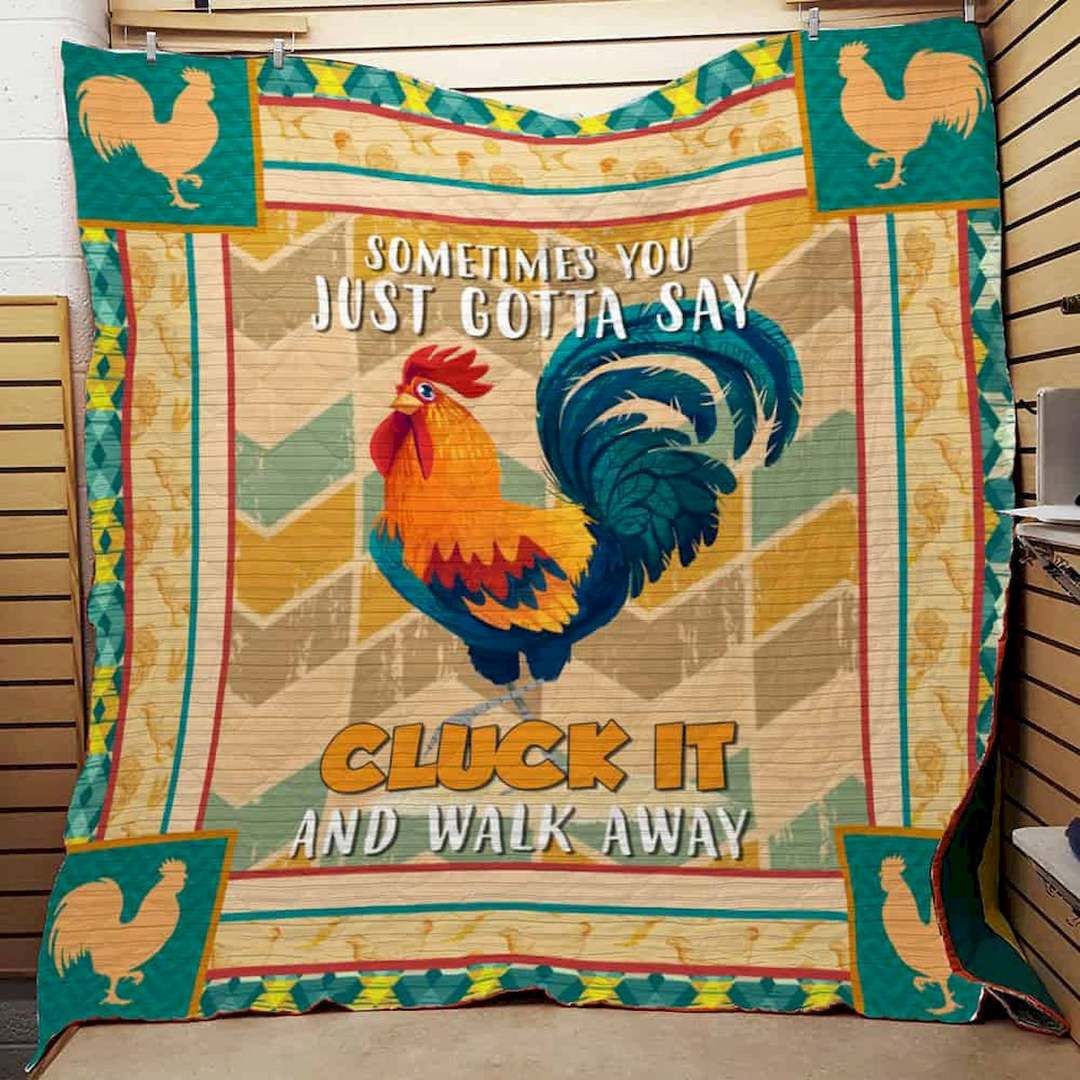 SOMETIMES YOU
JUST GOTTA SAY
CLUCK IT
AND WALK AWAY